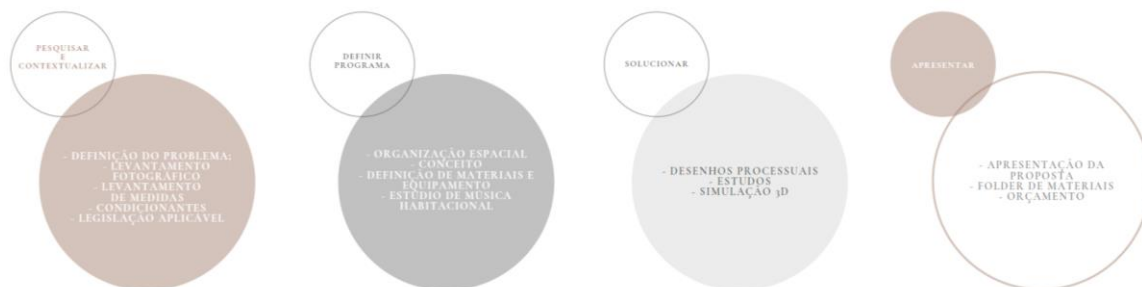 PESQUISAR
E
CONTEXTUALIZAR
- DEFINIÇÃO DO PROBLEMA:
- LEVANTAMENTO
FOTOGRÁFICO
- LEVANTAMENTO
DE MEDIDAS
- CONDICIONANTES
- LEGISLAÇÃO APLICÁVEL
DEFINIR
PROGRAMA
- ORGANIZAÇÃO ESPACIAL
- CONCEITO
- DEFINIÇÃO DE MATERIAIS E
EQUIPAMENTO
- ESTÚDIO DE MÚSICA
HABITACIONAL
SOLUCIONAR
- DESENHOS PROCESSUAIS
- ESTUDOS
- SIMULAÇÃO 3D
APRESENTAR
- APRESENTAÇÃO DA
PROPOSTA
- FOLDER DE MATERIAIS
- ORÇAMENTO